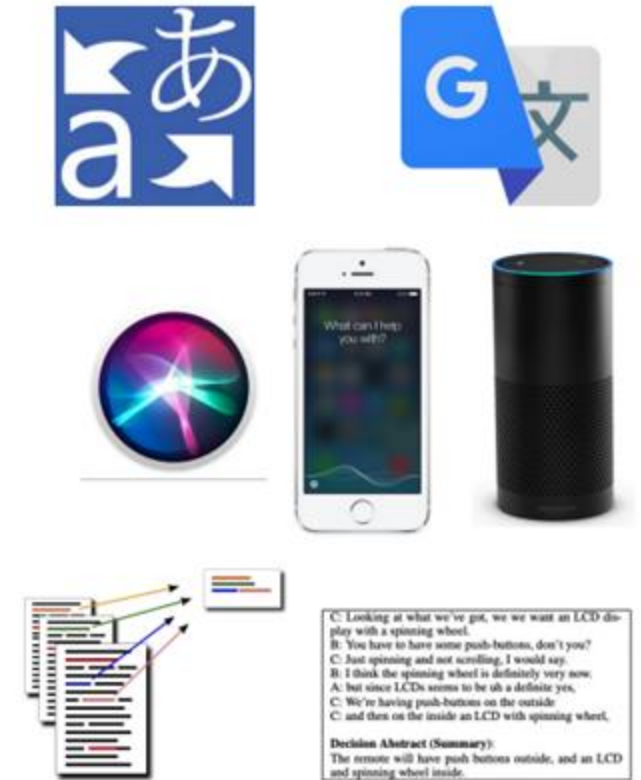 あ
a
G
文
What can I help
you with?
C: Looking at what we've got, we we want an LCD dis-
play with a spinning wheel.
B: You have to have some push-buttons, don't you?
C: Just spinning and not scrolling, I would say.
B: I think the spinning wheel is definitely very now.
A: but since LCDs seems to be uh a definite yes,
C: We're having push-buttons on the outside
C: and then on the inside an LCD with spinning wheel,
Decision Abstract (Summary):
The remote will have push buttons outside, and an LCD
and spinning wheel inside.